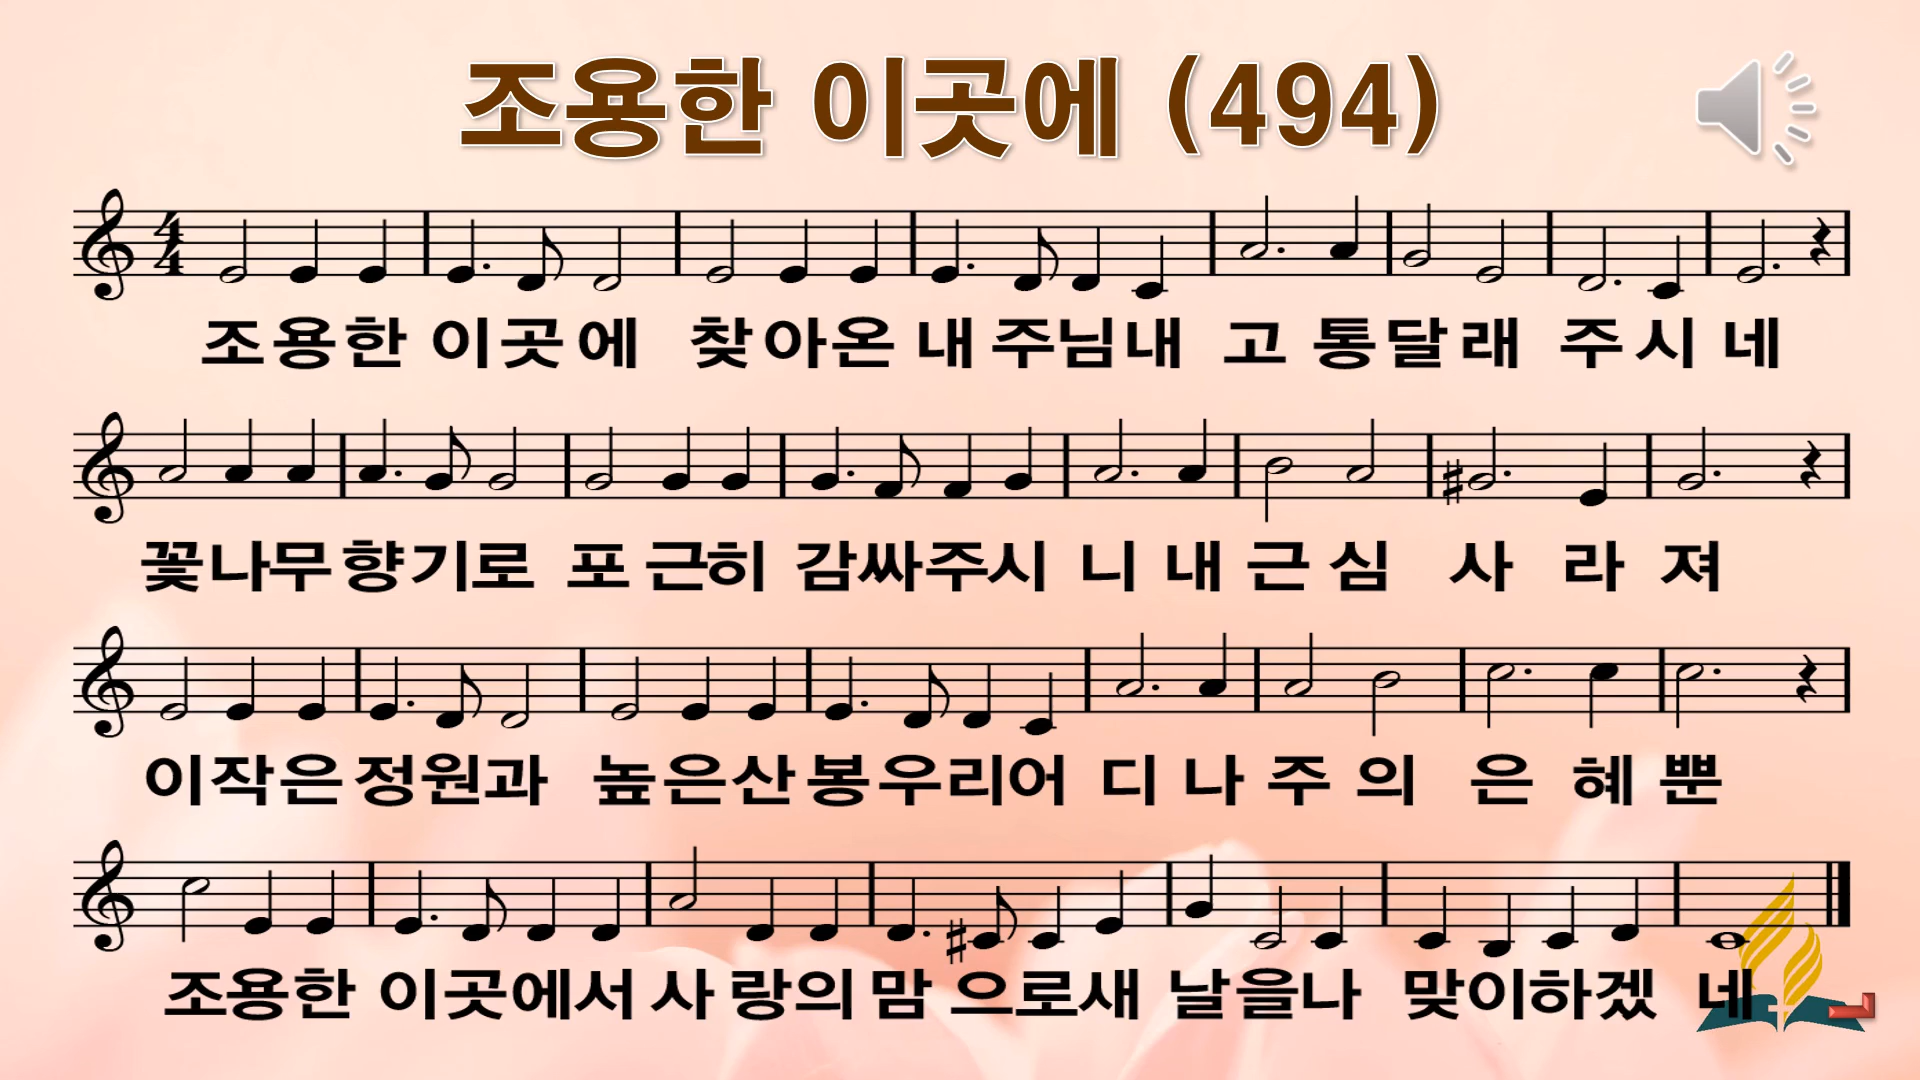 조용한 이곳에 (494)
조용한 이곳에 찾아온 내 주님내 고 통달래 주시 네
꽃나무향기로 포 근히 감싸주시 니 내근 심 사 라 져
이작은정원과 높은산봉우리어 디 나 주 의 은 혜 뿐
조용한 이곳에서 사 랑의 맘 으로새 날을나 맞이하겠 네